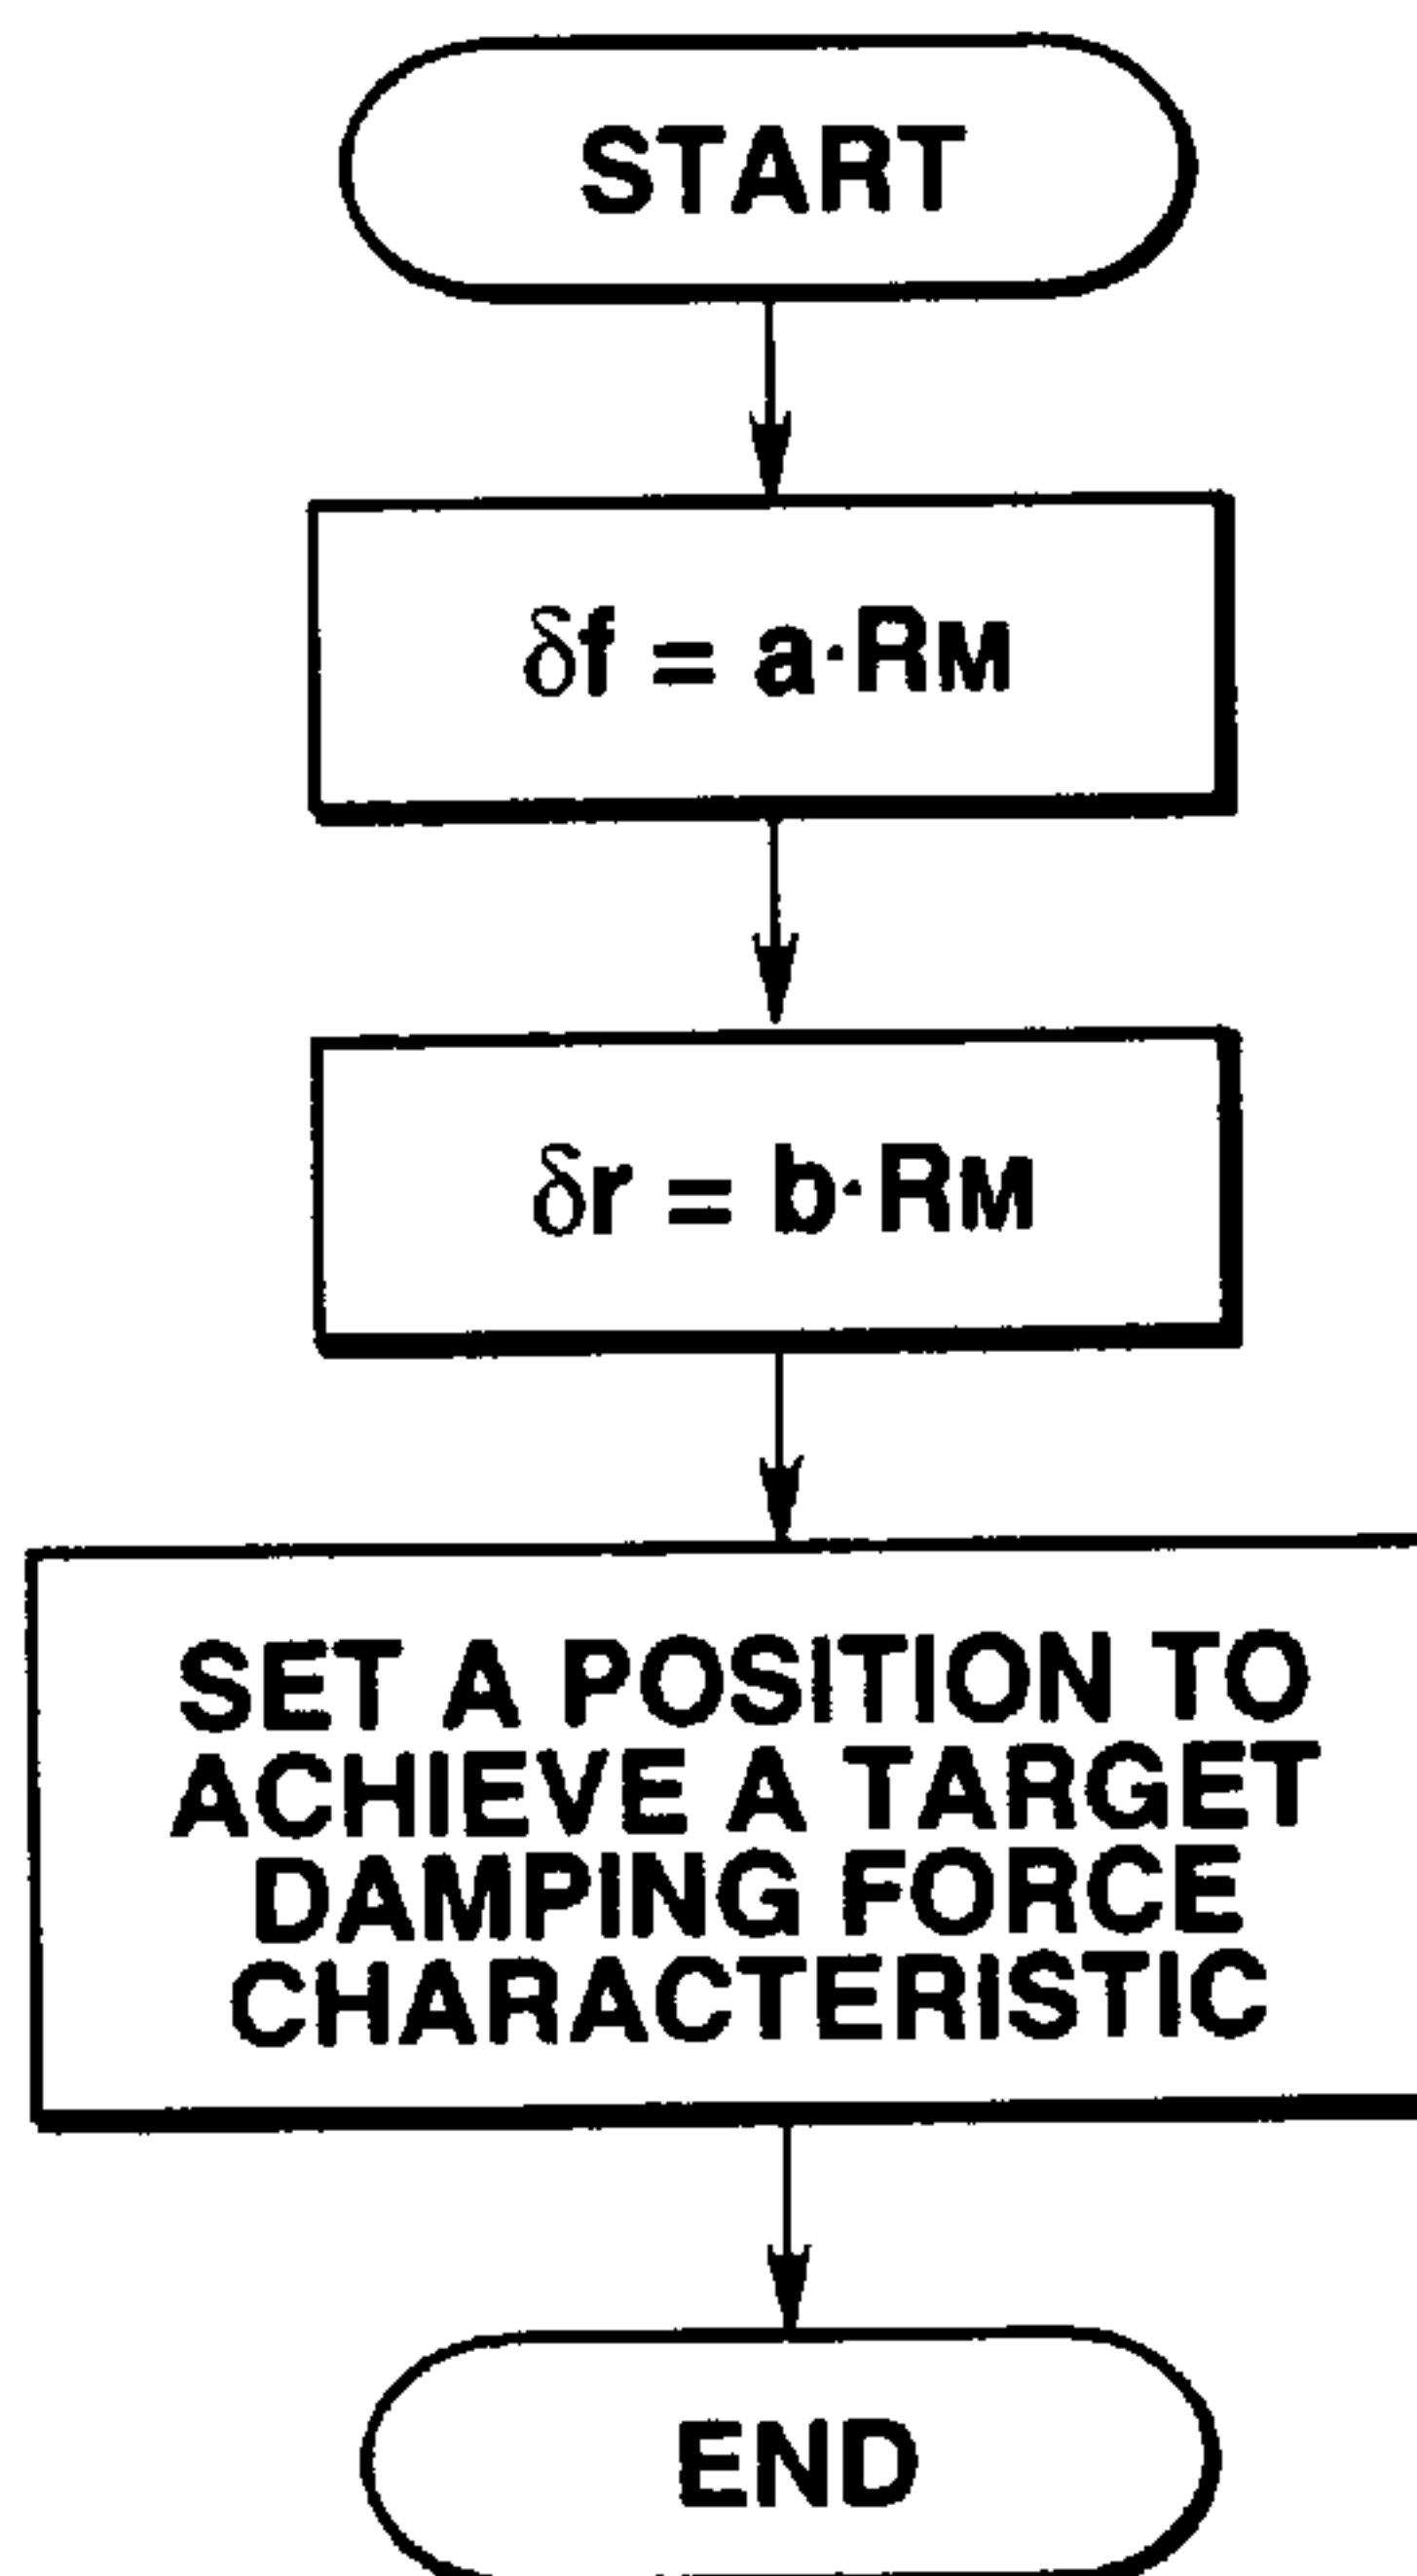 START
δf = a·RM
δr = b·RM
SET A POSITION TO
ACHIEVE A TARGET
DAMPING FORCE
CHARACTERISTIC
END